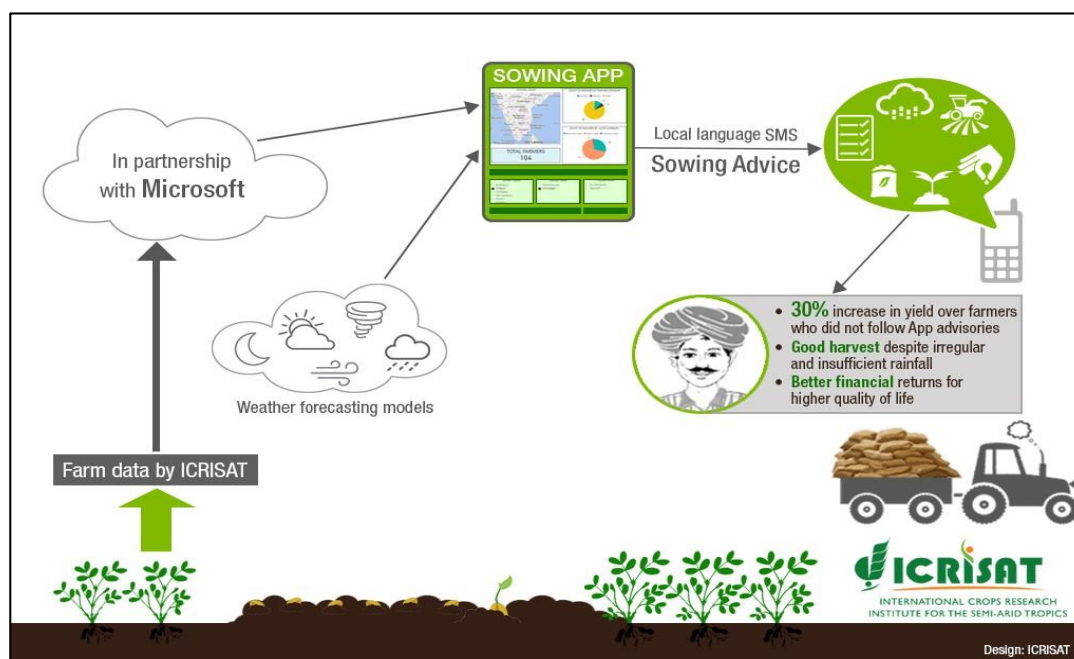 SOWING APP
TOTAL FARMERS
104
In partnership
with Microsoft
Local language SMS
Sowing Advice
Weather forecasting models
• 30% increase in yield over farmers
who did not follow App advisories
• Good harvest despite irregular
and insufficient rainfall
• Better financial returns for
higher quality of life
Farm data by ICRISAT
ICRISAT
INTERNATIONAL CROPS RESEARCH
INSTITUTE FOR THE SEMI-ARID TROPICS
Design: ICRISAT